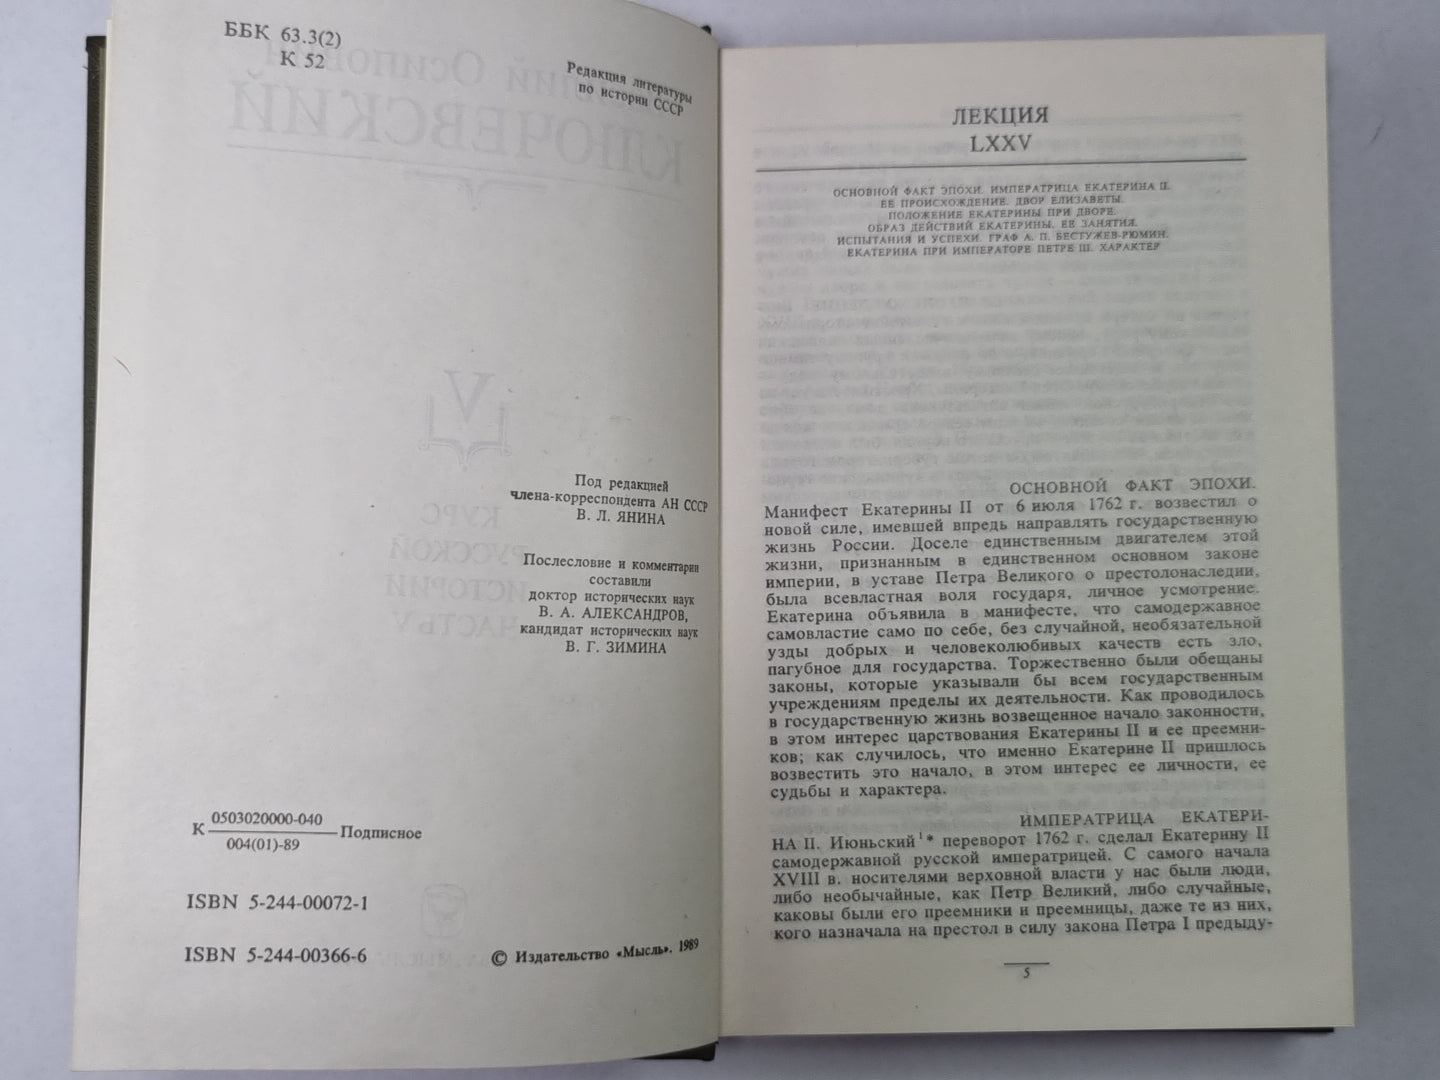 ББК 63.3(2)
К 52
Редакция литературы
по истории СССР
Под редакцией
члена-корреспондента АН СССР
В. Л. ЯНИНА
Послесловие и комментарии
составили
доктор исторических наук
В. А. АЛЕКСАНДРОВ,
кандидат исторических наук
В. Г. ЗИМИНА
К 0503020000-040 Подписное
004(01)-89
ISBN 5-244-00072-1
ISBN 5-244-00366-6
© Издательство «Мысль». 1989
ЛЕКЦИЯ
LXXV
ОСНОВНОЙ ФАКТ ЭПОХИ. ИМПЕРАТРИЦА ЕКАТЕРИНА II.
ЕЕ ПРОИСХОЖДЕНИЕ. ДВОР ЕЛИЗАВЕТЫ.
ПОЛОЖЕНИЕ ЕКАТЕРИНЫ ПРИ ДВОРЕ.
ОБРАЗ ДЕЙСТВИЙ ЕКАТЕРИНЫ. ЕЕ ЗАНЯТИЯ.
ИСПЫТАНИЯ И УСПЕХИ. ГРАФ А. П. БЕСТУЖЕВ-РЮМИН.
ЕКАТЕРИНА ПРИ ИМПЕРАТОРЕ ПЕТРЕ III. ХАРАКТЕР
ОСНОВНОЙ ФАКТ ЭПОХИ.
Манифест Екатерины II от 6 июля 1762 г. возвестил о
новой силе, имевшей впредь направлять государственную
жизнь России. Доселе единственным двигателем этой
жизни, признанным в единственном основном законе
империи, в уставе Петра Великого о престолонаследии,
была всевластная воля государя, личное усмотрение.
Екатерина объявила в манифесте, что самодержавное
самовластие само по себе, без случайной, необязательной
узды добрых и человеколюбивых качеств есть зло,
пагубное для государства. Торжественно были обещаны
законы, которые указывали бы всем государственным
учреждениям пределы их деятельности. Как проводилось
в государственную жизнь возвещенное начало законности,
в этом интерес царствования Екатерины II и ее преемни-
ков; как случилось, что именно Екатерине II пришлось
возвестить это начало, в этом интерес ее личности, ее
судьбы и характера.
ИМПЕРАТРИЦА ЕКАТЕРИ-
НА II. Июньский¹* переворот 1762 г. сделал Екатерину II
самодержавной русской императрицей. С самого начала
XVIII в. носителями верховной власти у нас были люди,
либо необычайные, как Петр Великий, либо случайные,
каковы были его преемники и преемницы, даже те из них,
кого назначала на престол в силу закона Петра I предыду-
5